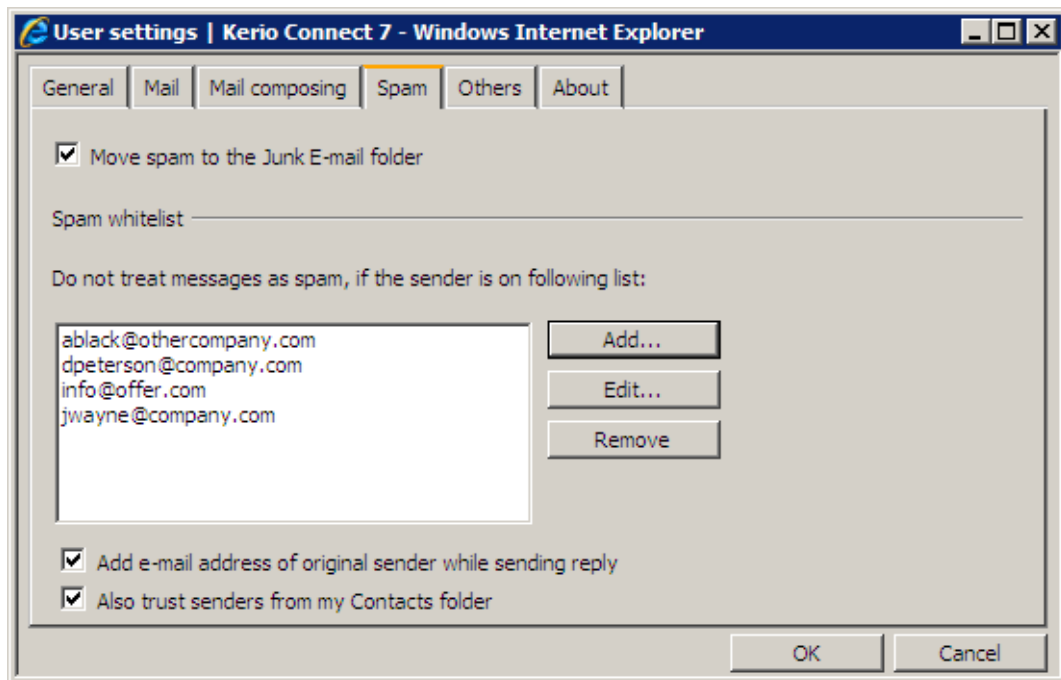 User settings | Kerio Connect 7 - Windows Internet Explorer
General Mail Mail composing Spam Others About
Move spam to the Junk E-mail folder
Spam whitelist
Do not treat messages as spam, if the sender is on following list:
ablack@othercompany.com
dpeterson@company.com
info@offer.com
jwayne@company.com
Add...
Edit...
Remove
Add e-mail address of original sender while sending reply
Also trust senders from my Contacts folder
OK Cancel